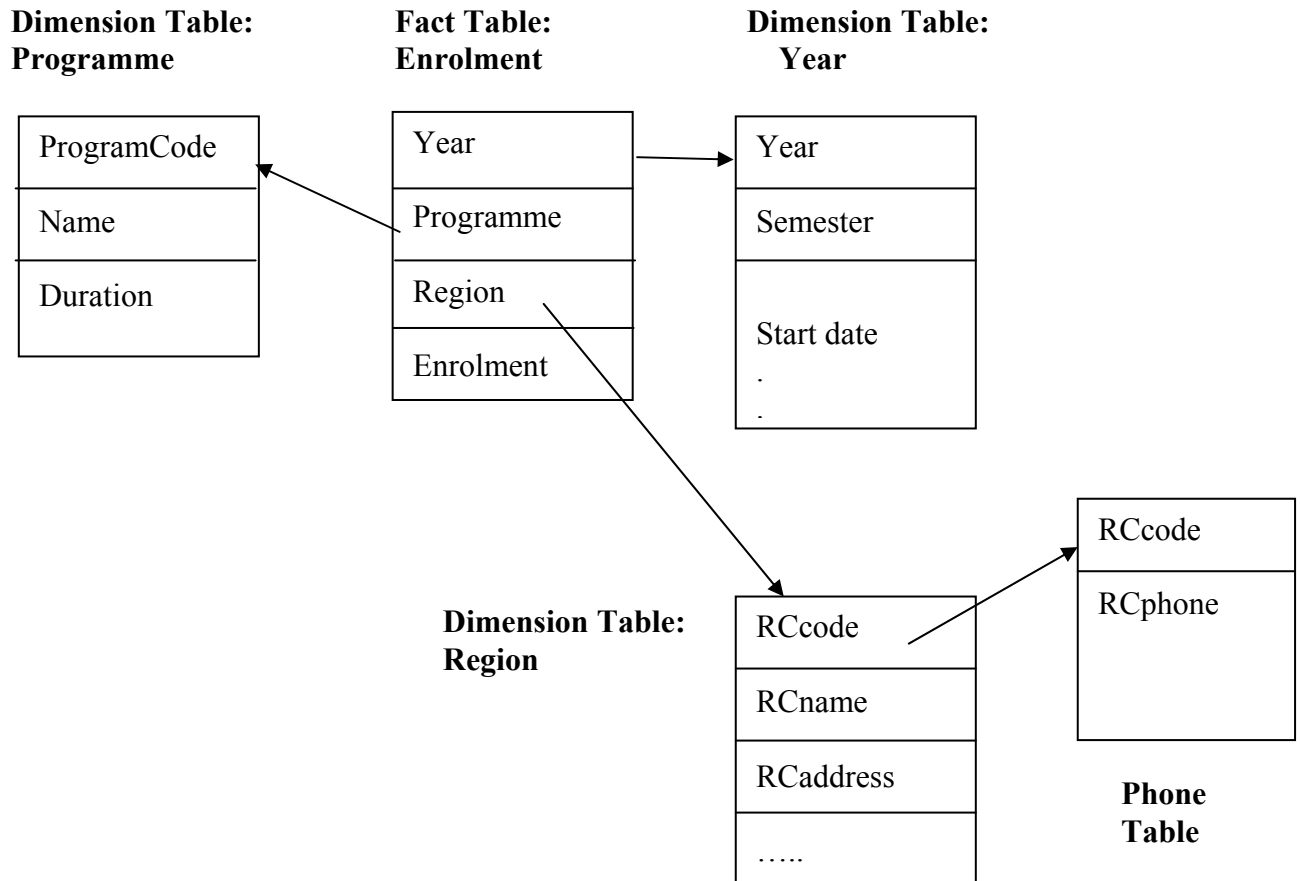 Dimension Table:
Programme
Fact Table:
Enrolment
Dimension Table:
Year
ProgramCode
Name
Duration
Year
Programme
Region
Enrolment
Year
Semester
Start date
.
.
Dimension Table:
Region
RCcode
RCname
RCaddress
…..
RCcode
RCphone
Phone
Table